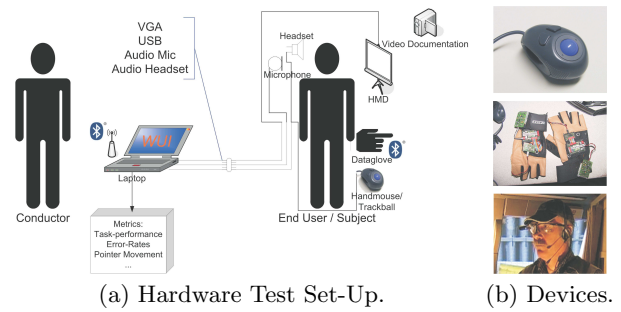 VGA
USB
Audio Mic
Audio Headset
Headset
Microphone
Video Documentation
HMD
WUI
Laptop
Dataglove
Handmouse/
Trackball
Conductor
End User / Subject
Metrics:
Task-performance
Error-Rates
Pointer Movement
...
(a) Hardware Test Set-Up.
(b) Devices.